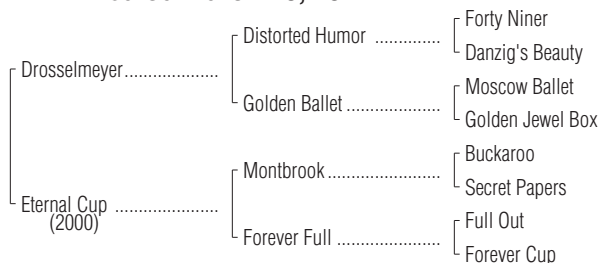 Forty Niner
Distorted Humor ................
Danzig's Beauty
Drosselmeyer......................
Moscow Ballet
Golden Ballet ......................
Golden Jewel Box
Buckaroo
Montbrook...........................
Secret Papers
Eternal Cup ........................
(2000)
Full Out
Forever Full ........................
Forever Cup